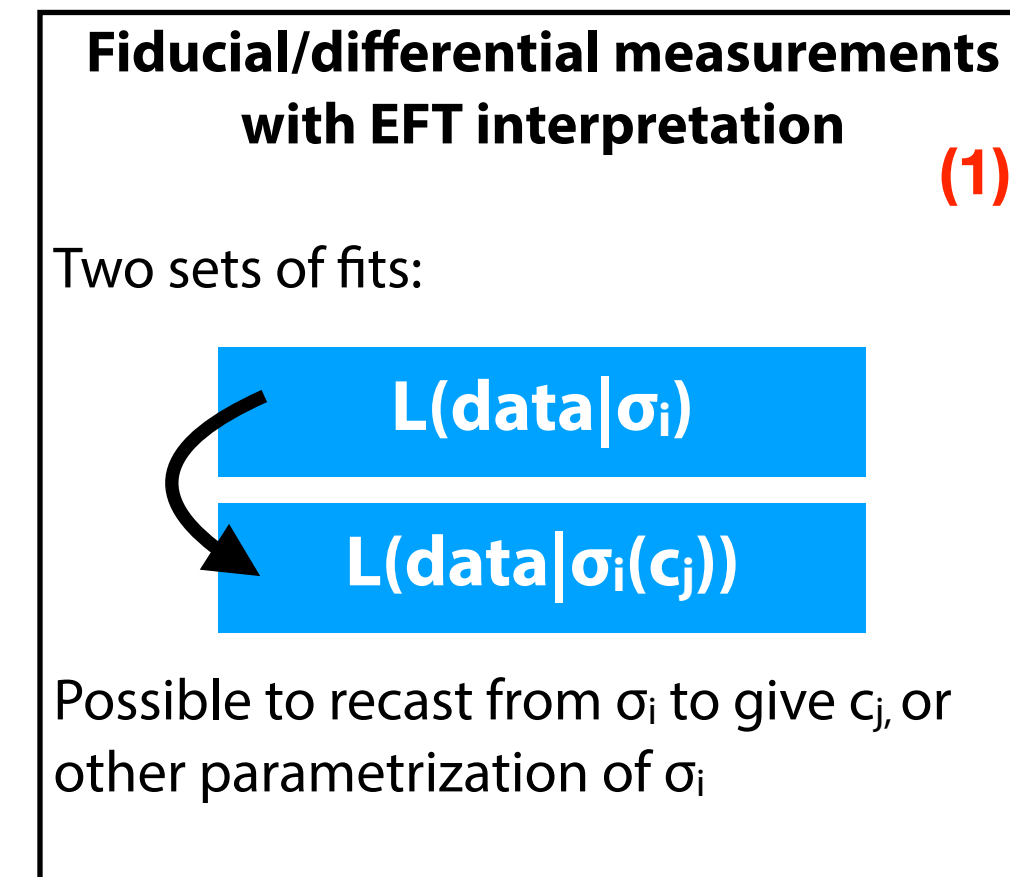 Fiducial/differential measurements
with EFT interpretation
(1)
Two sets of fits:
L(data|σᵢ)
L(data|σᵢ(cⱼ))
Possible to recast from σᵢ to give cⱼ, or
other parametrization of σᵢ